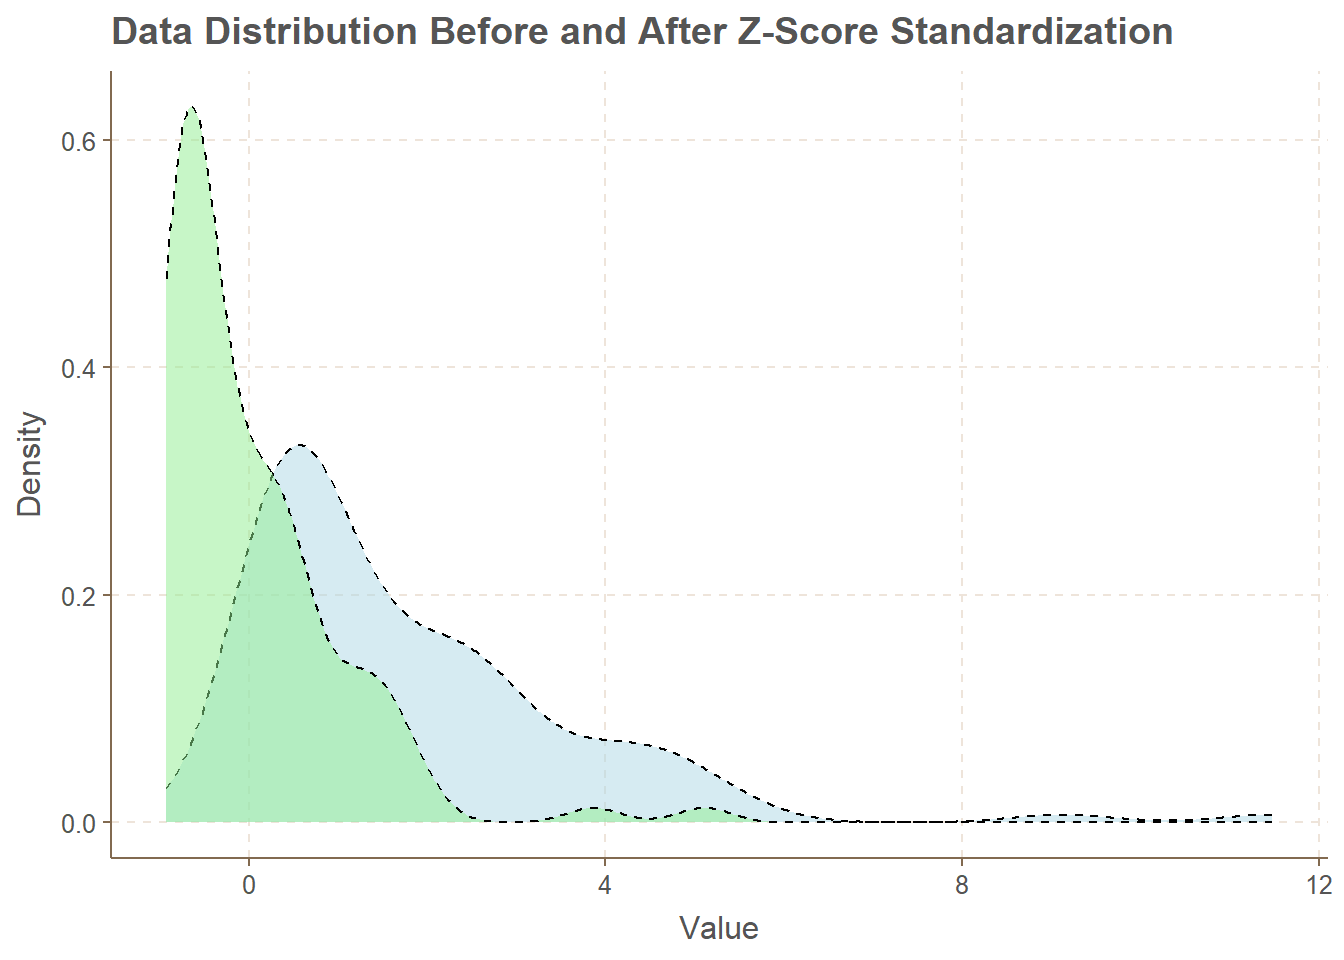 Data Distribution Before and After Z-Score Standardization
0.6
0.4
0.2
0.0
Density
0
4
8
12
Value